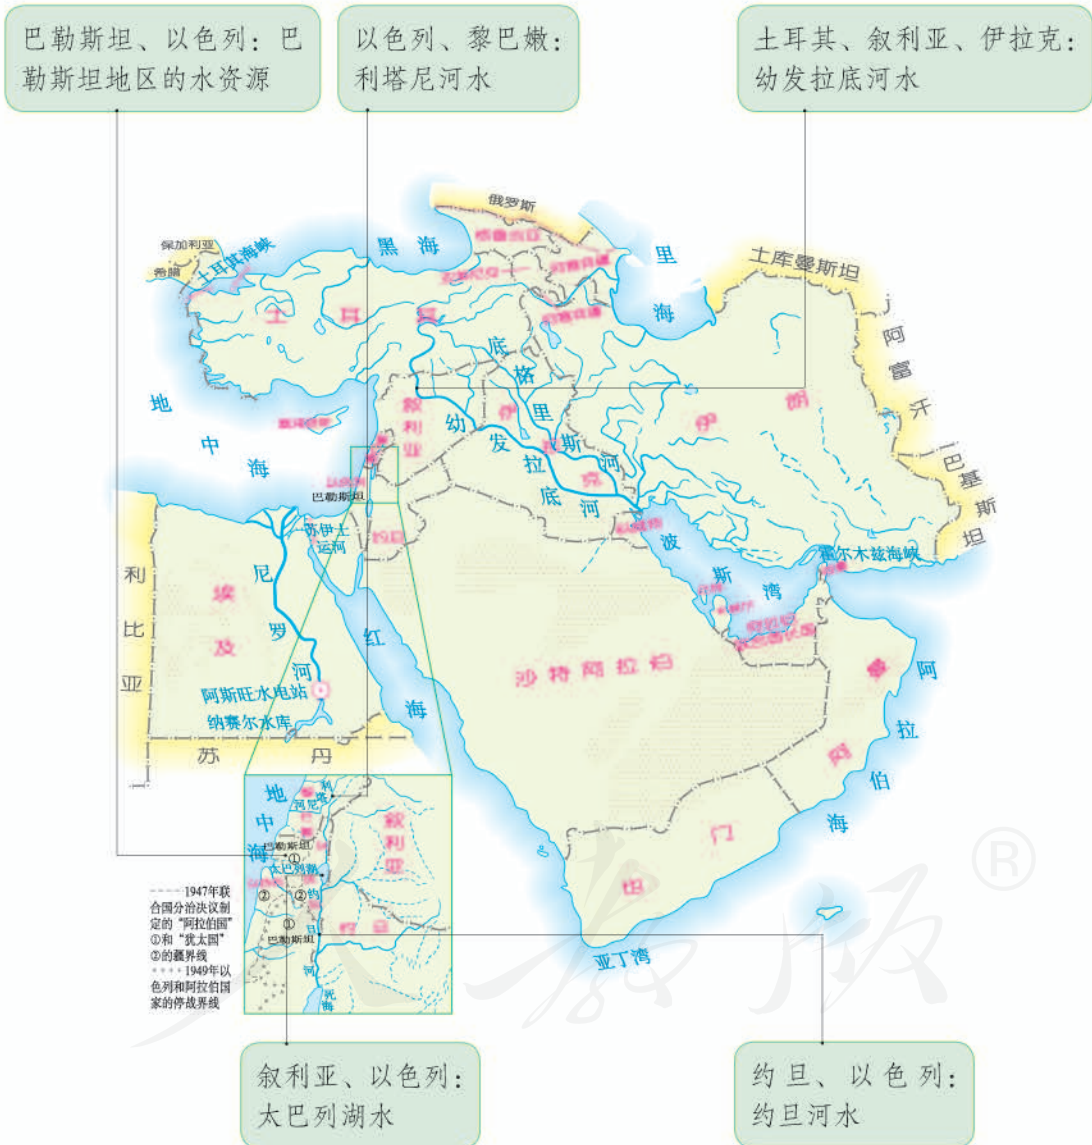 巴勒斯坦、以色列：巴
勒斯坦地区的水资源
以色列、黎巴嫩：
利塔尼河水
土耳其、叙利亚、伊拉克：
幼发拉底河水
俄罗斯
保加利亚
希腊
土耳其海峡
黑海
里海
土库曼斯坦
阿富汗
巴基斯坦
土耳其
地中海
叙利亚
底格里斯河
幼发拉底河
伊拉克
伊朗
以色列
巴勒斯坦
苏伊士
运河
约旦
波斯湾
霍尔木兹海峡
利比亚
埃及
尼罗河
红海
沙特阿拉伯
阿斯旺水电站
纳赛尔水库
苏丹
阿曼
阿拉伯海
也门
亚丁湾
地中海
利塔尼河
叙利亚
巴勒斯坦
①
太巴列湖
②
②
约旦河
约旦
①
巴勒斯坦
死海
1947年联
合国分治决议制
定的“阿拉伯国”
①和“犹太国”
②的疆界线
1949年以
色列和阿拉伯国
家的停战界线
®
叙利亚、以色列：
太巴列湖水
约旦、以色列：
约旦河水